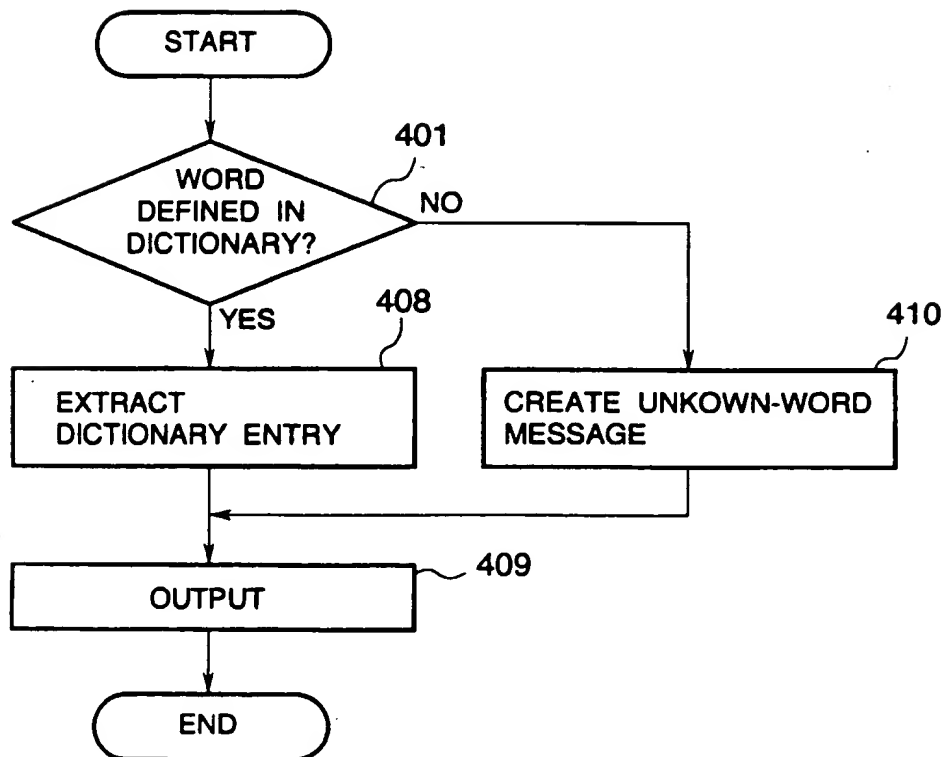 START
401
WORD
DEFINED IN
DICTIONARY?
NO
YES
408
410
EXTRACT
DICTIONARY ENTRY
CREATE UNKOWN-WORD
MESSAGE
409
OUTPUT
END